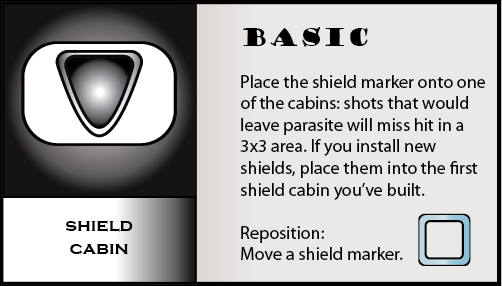 BASIC
Place the shield marker onto one
of the cabins: shots that would
leave parasite will miss hit in a
3x3 area. If you install new
shields, place them into the first
shield cabin you've built.
Reposition:
Move a shield marker.
SHIELD
CABIN